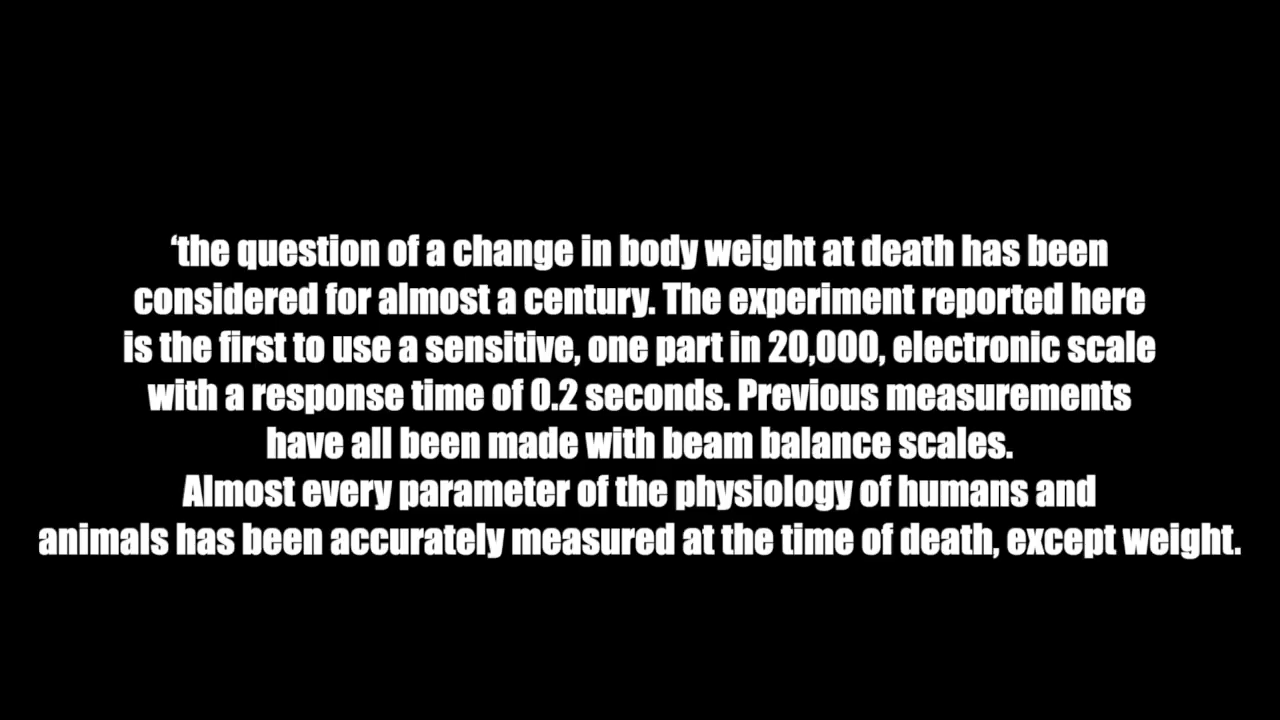 ‘the question of a change in body weight at death has been
considered for almost a century. The experiment reported here
is the first to use a sensitive, one part in 20,000, electronic scale
with a response time of 0.2 seconds. Previous measurements
have all been made with beam balance scales.
Almost every parameter of the physiology of humans and
animals has been accurately measured at the time of death, except weight.